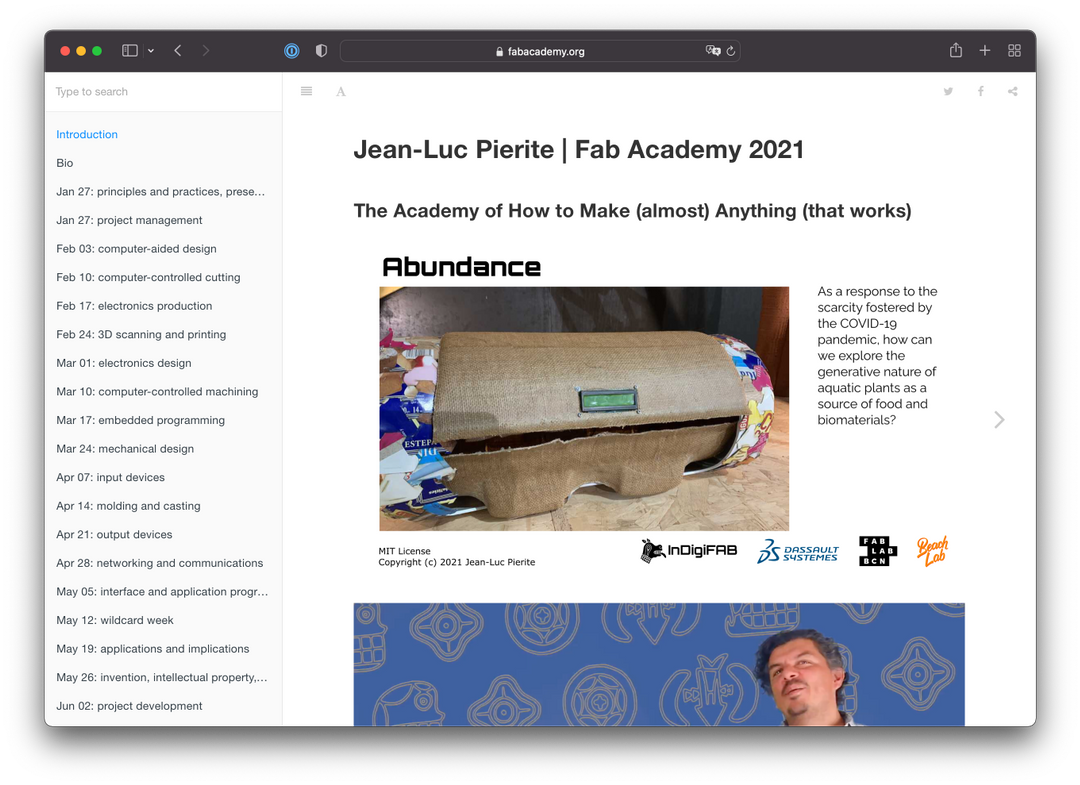 fabacademy.org
Type to search
Introduction
Bio
Jan 27: principles and practices, prese...
Jan 27: project management
Feb 03: computer-aided design
Feb 10: computer-controlled cutting
Feb 17: electronics production
Feb 24: 3D scanning and printing
Mar 01: electronics design
Mar 10: computer-controlled machining
Mar 17: embedded programming
Mar 24: mechanical design
Apr 07: input devices
Apr 14: molding and casting
Apr 21: output devices
Apr 28: networking and communications
May 05: interface and application progr...
May 12: wildcard week
May 19: applications and implications
May 26: invention, intellectual property,...
Jun 02: project development
A
Jean-Luc Pierite | Fab Academy 2021
The Academy of How to Make (almost) Anything (that works)
Abundance
As a response to the
scarcity fostered by
the COVID-19
pandemic, how can
we explore the
generative nature of
aquatic plants as a
source of food and
biomaterials?
MIT License
Copyright (c) 2021 Jean-Luc Pierite
InDigiFAB
DASSAULT
SYSTEMES
FAB
LAB
BCN
Beach
Lab